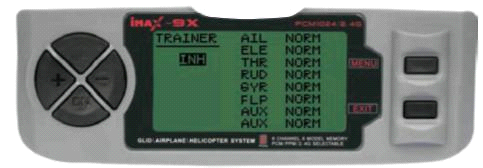 imax-9X
PCM1024/2.4G
TRAINER
INH
AIL NORM
ELE NORM
THR NORM
RUD NORM
GYR NORM
FLP NORM
AUX NORM
AUX NORM
MENU
EXIT
+
-
GLID:AIRPLANE:HELICOPTER SYSTEM
8 CHANNEL 8 MODEL MEMORY
PCM/PPM/2.4G SELECTABLE